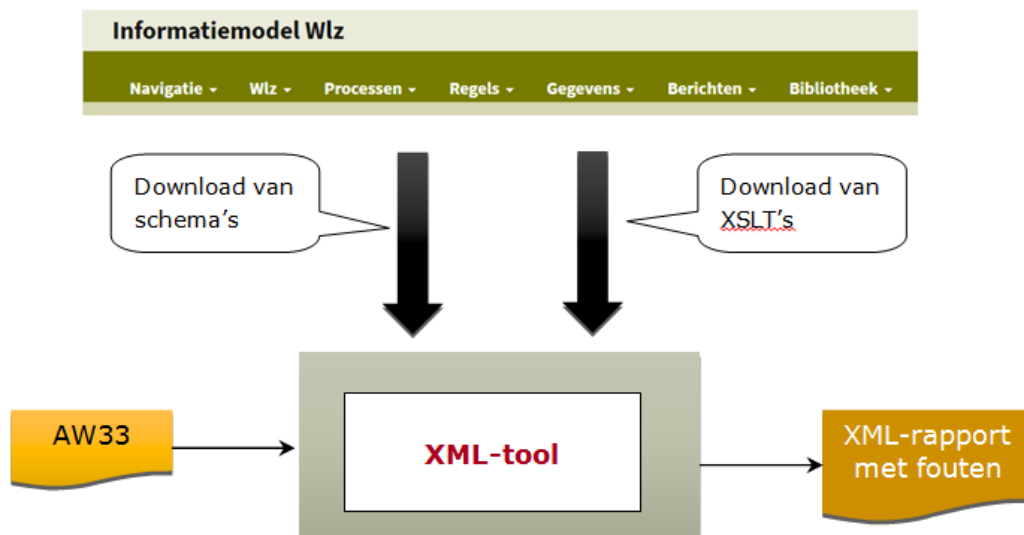 Informatiemodel Wlz
Navigatie Wlz Processen Regels Gegevens Berichten Bibliotheek
Download van
schema's
Download van
XSLT's
AW33
XML-tool
XML-rapport
met fouten